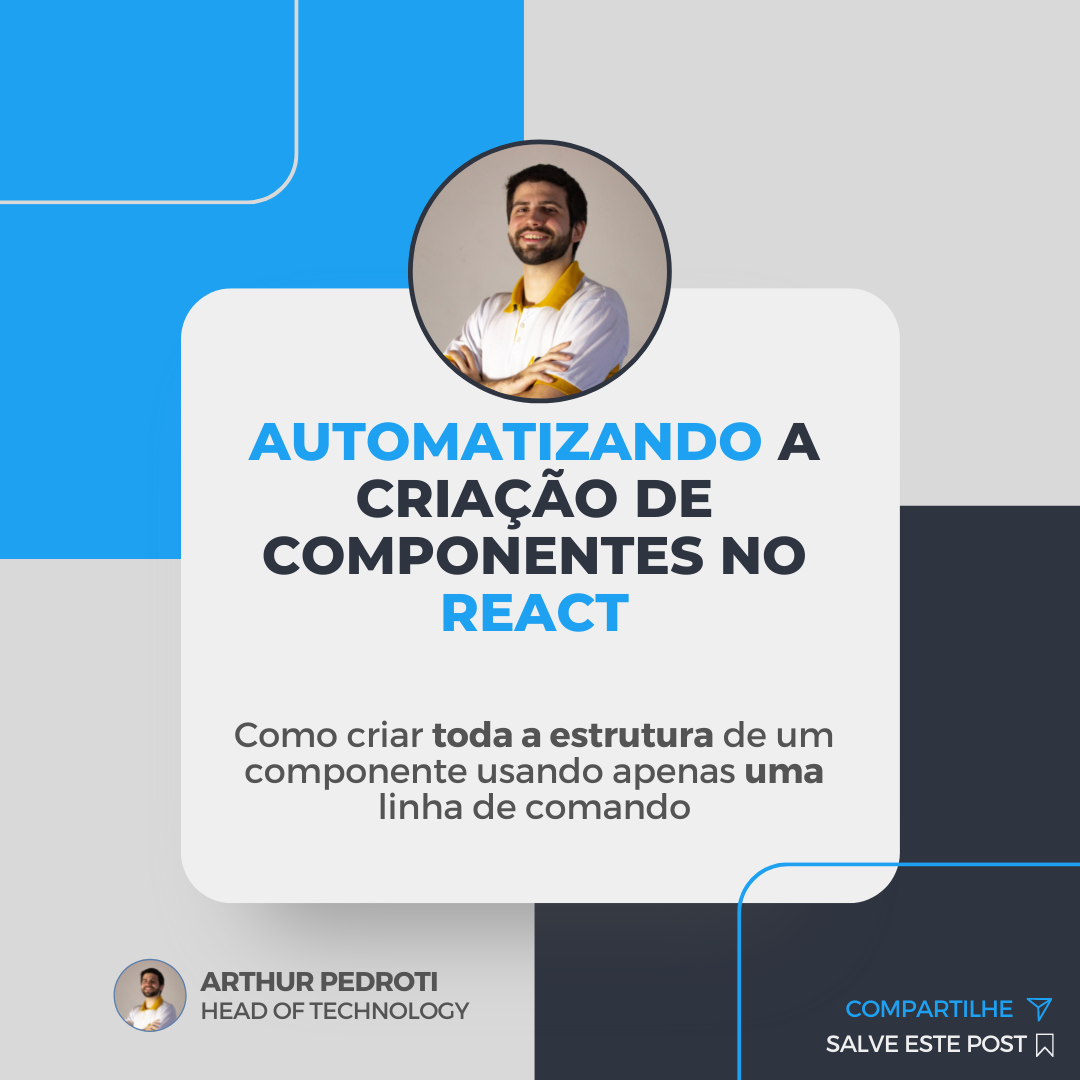 AUTOMATIZANDO A
CRIAÇÃO DE
COMPONENTES NO
REACT
Como criar toda a estrutura de um
componente usando apenas uma
linha de comando
ARTHUR PEDROTI
HEAD OF TECHNOLOGY
COMPARTILHE
SALVE ESTE POST